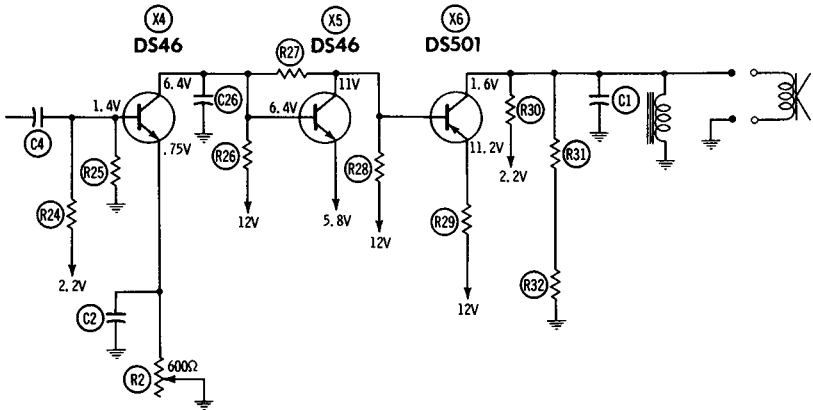 X4
DS46
X5
DS46
X6
DS501
R27
6.4V
C26
11V
1.6V
R30
C1
1.4V
6.4V
C4
.75V
R26
R28
11.2V
2.2V
R31
R25
R24
12V
5.8V
12V
R29
2.2V
12V
R32
C2
R2
600Ω